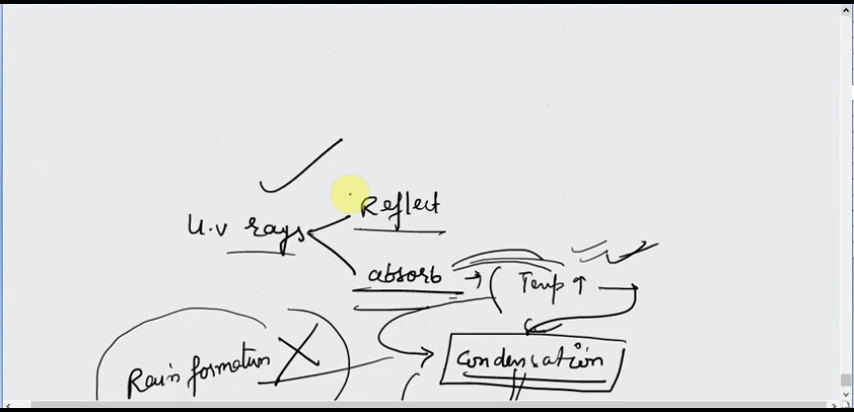 Reflect
U.V rays
absorb → ( Temp ↑
Condensation
Rain formation